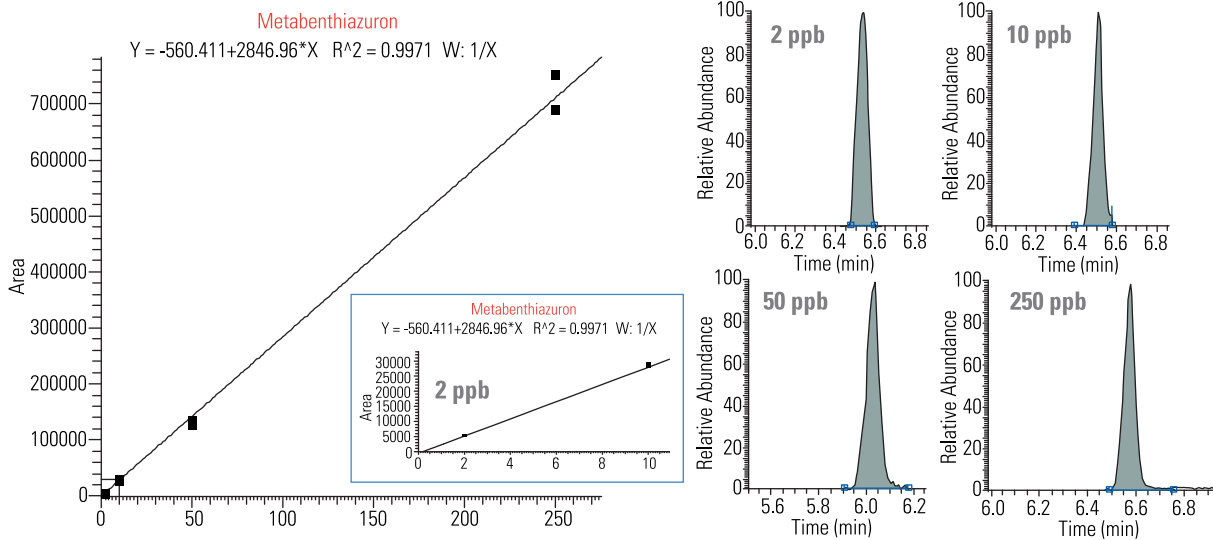 Metabenthiazuron
Y = -560.411+2846.96*X R^2 = 0.9971 W: 1/X
Area
700000
600000
500000
400000
300000
200000
100000
0
0 50 100 150 200 250
Metabenthiazuron
Y = -560.411+2846.96*X R^2 = 0.9971 W: 1/X
2 ppb
Area
30000
25000
20000
15000
10000
5000
0
0 2 4 6 8 10
2 ppb
Relative Abundance
100
80
60
40
20
0
6.0 6.2 6.4 6.6 6.8
Time (min)
10 ppb
Relative Abundance
100
80
60
40
20
0
6.0 6.2 6.4 6.6 6.8
Time (min)
50 ppb
Relative Abundance
100
80
60
40
20
0
5.6 5.8 6.0 6.2
Time (min)
250 ppb
Relative Abundance
100
80
60
40
20
0
6.0 6.2 6.4 6.6 6.8
Time (min)